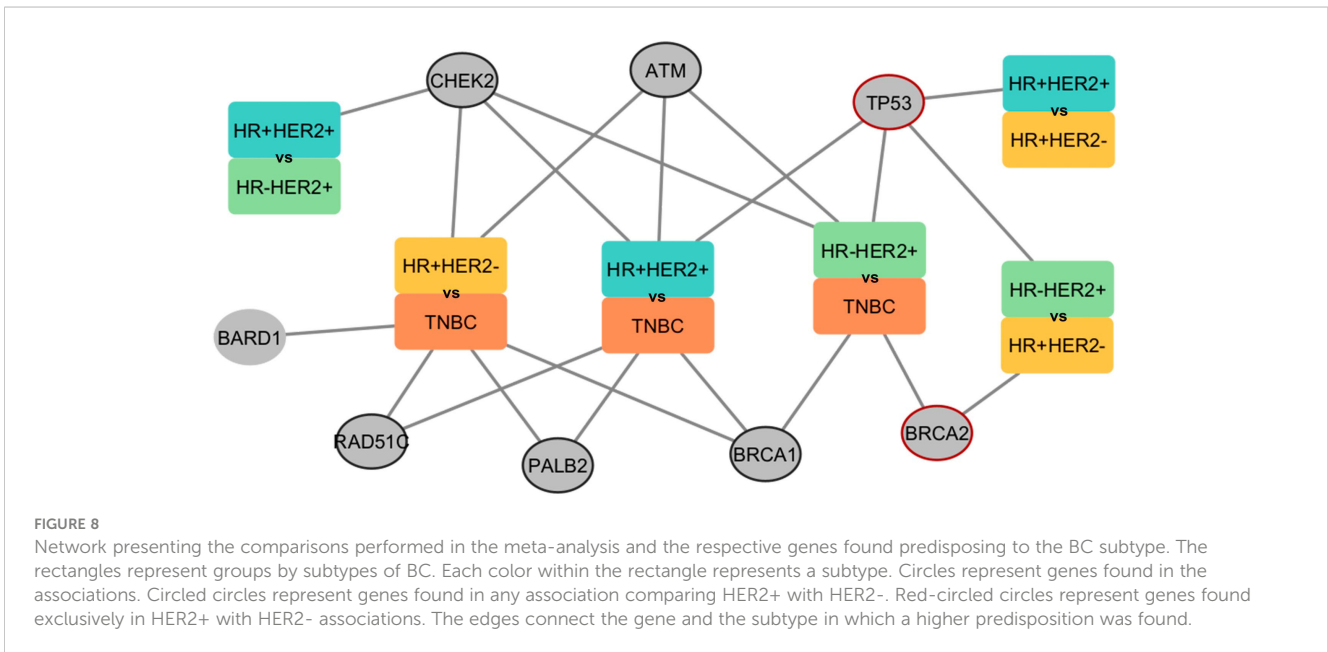 CHEK2
ATM
TP53
HR+HER2+
vs
HR+HER2-
HR+HER2+
vs
HR-HER2+
HR+HER2-
vs
TNBC
HR+HER2+
vs
TNBC
HR-HER2+
vs
TNBC
HR-HER2+
vs
HR+HER2-
BARD1
RAD51C
PALB2
BRCA1
BRCA2
FIGURE 8
Network presenting the comparisons performed in the meta-analysis and the respective genes found predisposing to the BC subtype. The
rectangles represent groups by subtypes of BC. Each color within the rectangle represents a subtype. Circles represent genes found in the
associations. Circled circles represent genes found in any association comparing HER2+ with HER2-. Red-circled circles represent genes found
exclusively in HER2+ with HER2- associations. The edges connect the gene and the subtype in which a higher predisposition was found.